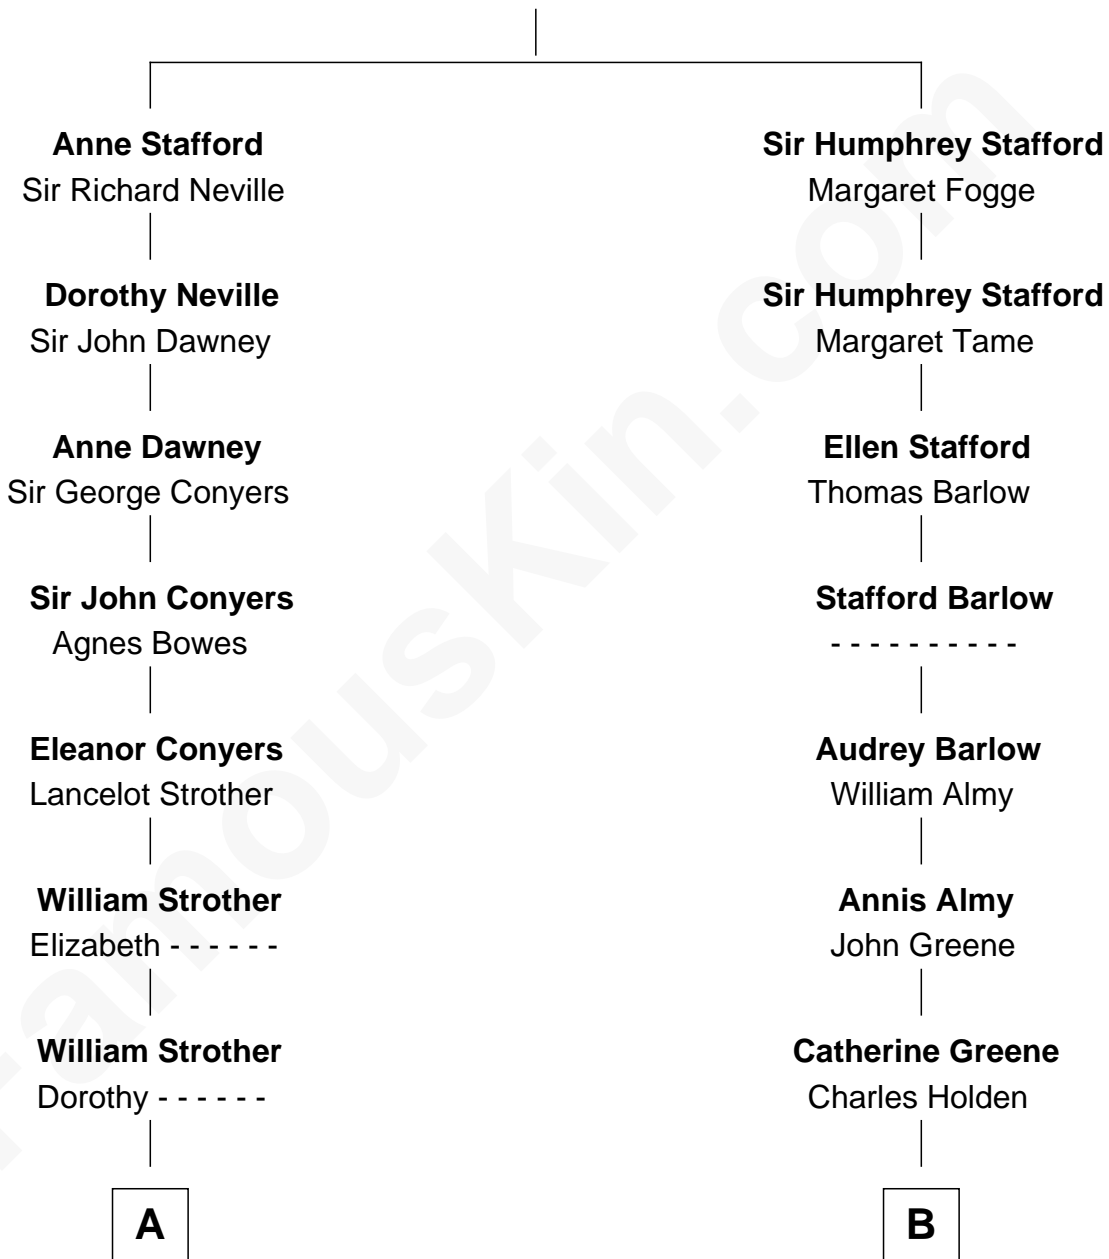 Anne Stafford
Sir Richard Neville
Dorothy Neville
Sir John Dawney
Anne Dawney
Sir George Conyers
Sir John Conyers
Agnes Bowes
Eleanor Conyers
Lancelot Strother
William Strother
Elizabeth - - - - - -
William Strother
Dorothy - - - - - -
A
Sir Humphrey Stafford
Margaret Fogge
Sir Humphrey Stafford
Margaret Tame
Ellen Stafford
Thomas Barlow
Stafford Barlow
- - - - - - - - - -
Audrey Barlow
William Almy
Annis Almy
John Greene
Catherine Greene
Charles Holden
B
FamousKin.com